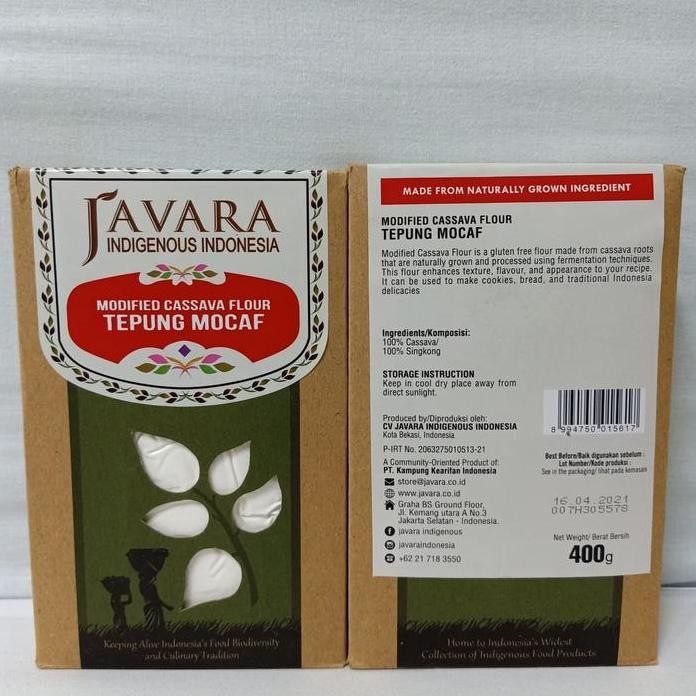 JAVARA
INDIGENOUS INDONESIA
MODIFIED CASSAVA FLOUR
TEPUNG MOCAF
Keeping Alive Indonesia's Food Biodiversity
and Culinary Tradition
MADE FROM NATURALLY GROWN INGREDIENT
MODIFIED CASSAVA FLOUR
TEPUNG MOCAF
Modified Cassava Flour is a gluten free flour made from cassava roots
that are naturally grown and processed using fermentation techniques.
This flour enhances texture, flavour, and appearance to your recipe.
It can be used to make cookies, bread, and traditional Indonesia
delicacies
Ingredients/Komposisi:
100% Cassava/
100% Singkong
STORAGE INSTRUCTION
Keep in cool dry place away from
direct sunlight.
Produced by/Diproduksi oleh:
CV JAVARA INDIGENOUS INDONESIA
Kota Bekasi, Indonesia
P-IRT No. 2063275010513-21
A Community-Oriented Product of:
PT. Kampung Kearifan Indonesia
store@javara.co.id
www.javara.co.id
Graha BS Ground Floor,
Jl. Kemang utara A No.3
Jakarta Selatan - Indonesia.
javara indigenous
javaraindonesia
+62 21 718 3550
8 994750 015617
Best Before/Baik digunakan sebelum :
Lot Number/Kode produksi :
See in the packaging/ lihat pada kemasan
16.04.2021
007H305578
Net Weight/ Berat Bersih
400g
Home to Indonesia's Widest
Collection of Indigenous Food Products